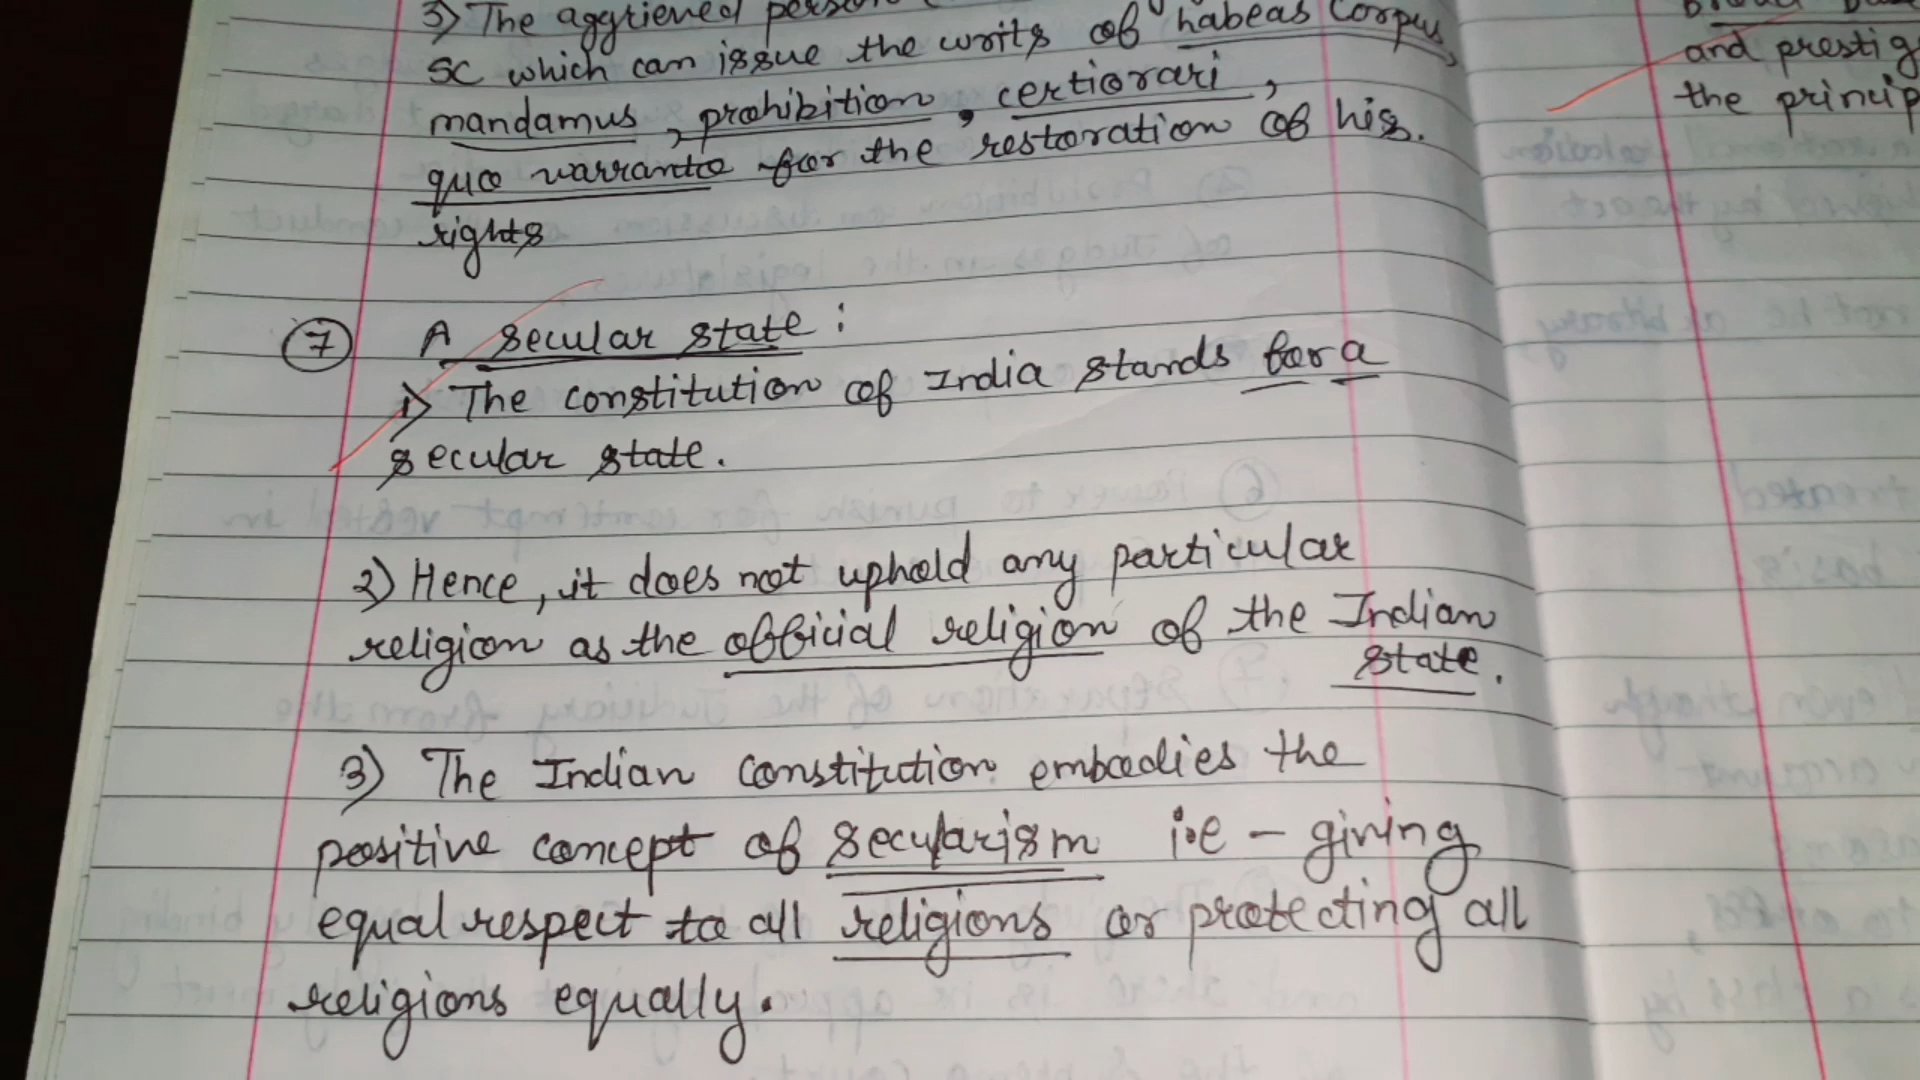 3) The aggrieved person
SC which can issue the writs of habeas corpus,
mandamus, prohibition, certiorari,
quo warranto for the restoration of his.
rights
7 A secular state :
1) The constitution of India stands for a
secular state.
2) Hence, it does not uphold any particular
religion as the official religion of the Indian
state.
3) The Indian Constitution embodies the
positive concept of secularism i.e - giving
equal respect to all religions or protecting all
religions equally.
and prestig
the princip